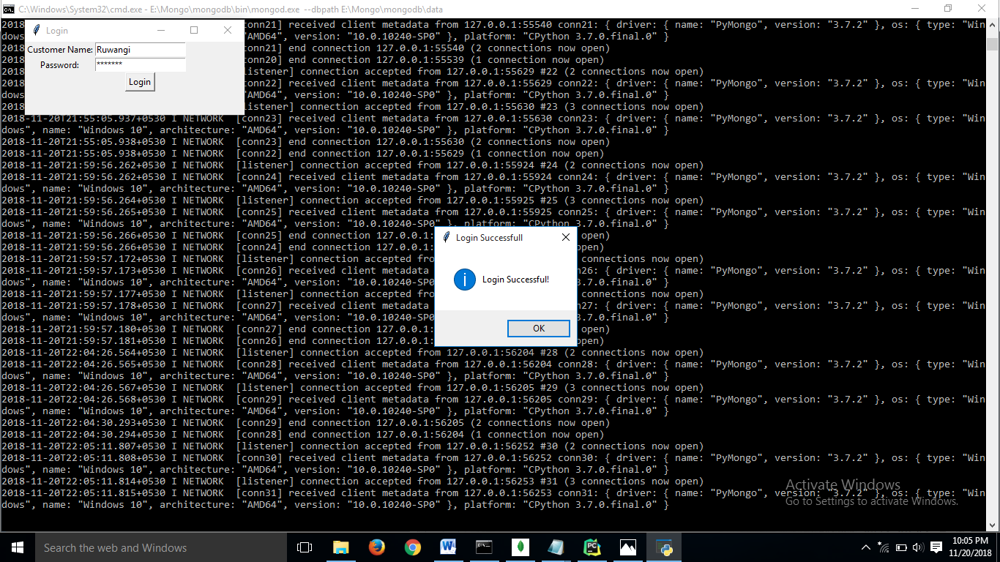 C:\Windows\System32\cmd.exe - E:\Mongo\mongodb\bin\mongod.exe --dbpath E:\Mongo\mongodb\data
Login
Customer Name: Ruwangi
Password: *******
Login
2018-11 conn21] received client metadata from 127.0.0.1:55540 conn21: { driver: { name: "PyMongo", version: "3.7.2" }, os: { type: "Win
dows" "AMD64", version: "10.0.10240-SP0" }, platform: "CPython 3.7.0.final.0" }
2018-11 conn21] end connection 127.0.0.1:55540 (2 connections now open)
2018-11 conn20] end connection 127.0.0.1:55539 (1 connection now open)
2018-11 listener] connection accepted from 127.0.0.1:55629 #22 (2 connections now open)
2018-11 conn22] received client metadata from 127.0.0.1:55629 conn22: { driver: { name: "PyMongo", version: "3.7.2" }, os: { type: "Win
dows" "AMD64", version: "10.0.10240-SP0" }, platform: "CPython 3.7.0.final.0" }
2018-11 listener] connection accepted from 127.0.0.1:55630 #23 (3 connections now open)
2018-11-20T21:55:05.937+0530 I NETWORK  [conn23] received client metadata from 127.0.0.1:55630 conn23: { driver: { name: "PyMongo", version: "3.7.2" }, os: { type: "Win
dows", name: "Windows 10", architecture: "AMD64", version: "10.0.10240-SP0" }, platform: "CPython 3.7.0.final.0" }
2018-11-20T21:55:05.938+0530 I NETWORK  [conn23] end connection 127.0.0.1:55630 (2 connections now open)
2018-11-20T21:55:05.938+0530 I NETWORK  [conn22] end connection 127.0.0.1:55629 (1 connection now open)
2018-11-20T21:59:56.262+0530 I NETWORK  [listener] connection accepted from 127.0.0.1:55924 #24 (2 connections now open)
2018-11-20T21:59:56.263+0530 I NETWORK  [conn24] received client metadata from 127.0.0.1:55924 conn24: { driver: { name: "PyMongo", version: "3.7.2" }, os: { type: "Win
dows", name: "Windows 10", architecture: "AMD64", version: "10.0.10240-SP0" }, platform: "CPython 3.7.0.final.0" }
2018-11-20T21:59:56.264+0530 I NETWORK  [listener] connection accepted from 127.0.0.1:55925 #25 (3 connections now open)
2018-11-20T21:59:56.265+0530 I NETWORK  [conn25] received client metadata from 127.0.0.1:55925 conn25: { driver: { name: "PyMongo", version: "3.7.2" }, os: { type: "Win
dows", name: "Windows 10", architecture: "AMD64", version: "10.0.10240-SP0" }, platform: "CPython 3.7.0.final.0" }
2018-11-20T21:59:56.266+0530 I NETWORK  [conn25] end connection 127.0.0.1: open)
2018-11-20T21:59:56.266+0530 I NETWORK  [conn24] end connection 127.0.0.1: open)
2018-11-20T21:59:57.172+0530 I NETWORK  [listener] connection accepted fro connections now open)
2018-11-20T21:59:57.173+0530 I NETWORK  [conn26] received client metadata n26: { driver: { name: "PyMongo", version: "3.7.2" }, os: { type: "Win
dows", name: "Windows 10", architecture: "AMD64", version: "10.0.10240-SP0 3.7.0.final.0" }
2018-11-20T21:59:57.177+0530 I NETWORK  [listener] connection accepted fro connections now open)
2018-11-20T21:59:57.178+0530 I NETWORK  [conn27] received client metadata n27: { driver: { name: "PyMongo", version: "3.7.2" }, os: { type: "Win
dows", name: "Windows 10", architecture: "AMD64", version: "10.0.10240-SP0 3.7.0.final.0" }
2018-11-20T21:59:57.180+0530 I NETWORK  [conn27] end connection 127.0.0.1: open)
2018-11-20T21:59:57.181+0530 I NETWORK  [conn26] end connection 127.0.0.1: open)
Login Successfull
Login Successful!
OK
2018-11-20T22:04:26.564+0530 I NETWORK  [listener] connection accepted from 127.0.0.1:56204 #28 (2 connections now open)
2018-11-20T22:04:26.565+0530 I NETWORK  [conn28] received client metadata from 127.0.0.1:56204 conn28: { driver: { name: "PyMongo", version: "3.7.2" }, os: { type: "Win
dows", name: "Windows 10", architecture: "AMD64", version: "10.0.10240-SP0" }, platform: "CPython 3.7.0.final.0" }
2018-11-20T22:04:26.567+0530 I NETWORK  [listener] connection accepted from 127.0.0.1:56205 #29 (3 connections now open)
2018-11-20T22:04:26.568+0530 I NETWORK  [conn29] received client metadata from 127.0.0.1:56205 conn29: { driver: { name: "PyMongo", version: "3.7.2" }, os: { type: "Win
dows", name: "Windows 10", architecture: "AMD64", version: "10.0.10240-SP0" }, platform: "CPython 3.7.0.final.0" }
2018-11-20T22:04:30.293+0530 I NETWORK  [conn29] end connection 127.0.0.1:56205 (2 connections now open)
2018-11-20T22:04:30.294+0530 I NETWORK  [conn28] end connection 127.0.0.1:56204 (1 connection now open)
2018-11-20T22:05:11.807+0530 I NETWORK  [listener] connection accepted from 127.0.0.1:56252 #30 (2 connections now open)
2018-11-20T22:05:11.808+0530 I NETWORK  [conn30] received client metadata from 127.0.0.1:56252 conn30: { driver: { name: "PyMongo", version: "3.7.2" }, os: { type: "Win
dows", name: "Windows 10", architecture: "AMD64", version: "10.0.10240-SP0" }, platform: "CPython 3.7.0.final.0" }
2018-11-20T22:05:11.814+0530 I NETWORK  [listener] connection accepted from 127.0.0.1:56253 #31 (3 connections now open)
2018-11-20T22:05:11.815+0530 I NETWORK  [conn31] received client metadata from 127.0.0.1:56253 conn31: { driver: { name: "PyMongo", version: "3.7.2" }, os: { type: "Win
dows", name: "Windows 10", architecture: "AMD64", version: "10.0.10240-SP0" }, platform: "CPython 3.7.0.final.0" }
Activate Windows
Go to Settings to activate Windows.
Search the web and Windows
10:05 PM
11/20/2018